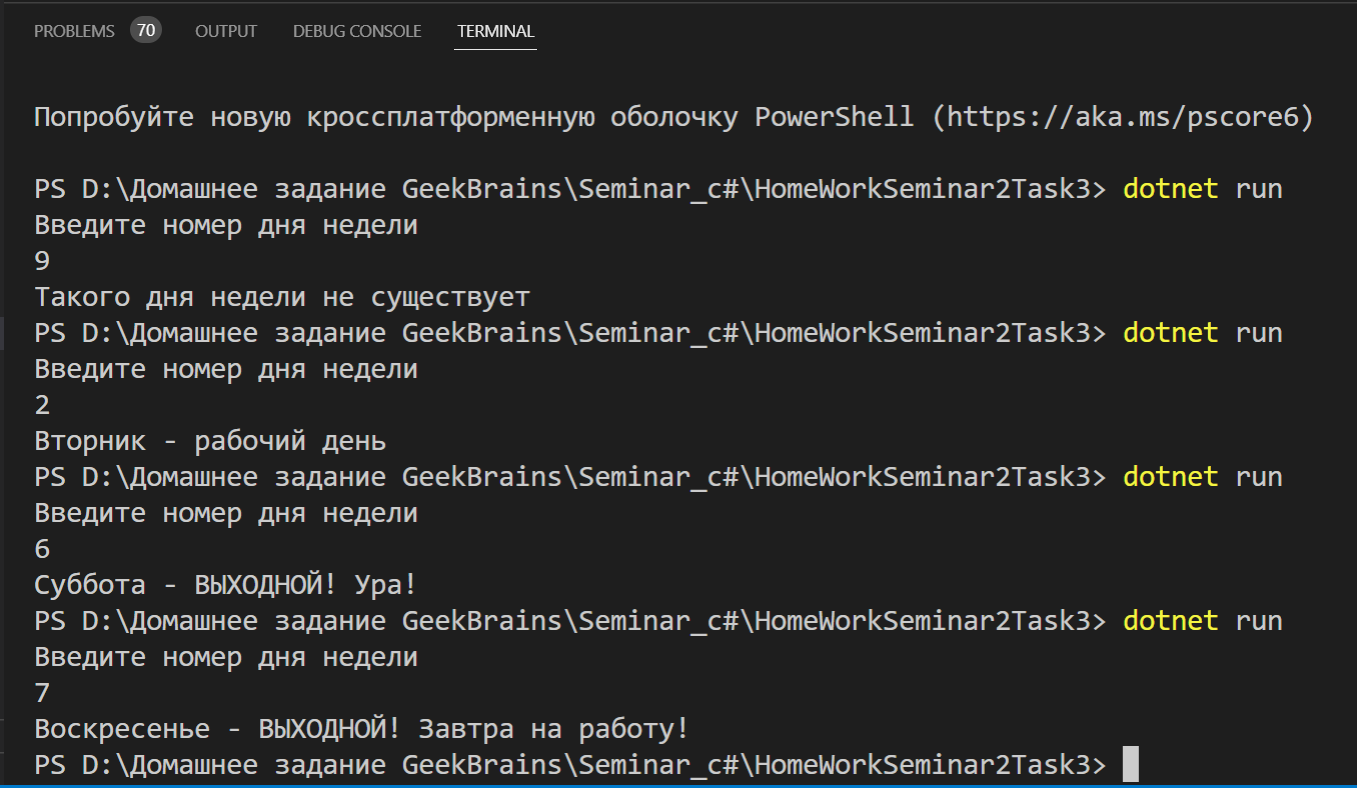 PROBLEMS 70 OUTPUT DEBUG CONSOLE TERMINAL
Попробуйте новую кроссплатформенную оболочку PowerShell (https://aka.ms/pscore6)
PS D:\Домашнее задание GeekBrains\Seminar_c#\HomeWorkSeminar2Task3> dotnet run
Введите номер дня недели
9
Такого дня недели не существует
PS D:\Домашнее задание GeekBrains\Seminar_c#\HomeWorkSeminar2Task3> dotnet run
Введите номер дня недели
2
Вторник - рабочий день
PS D:\Домашнее задание GeekBrains\Seminar_c#\HomeWorkSeminar2Task3> dotnet run
Введите номер дня недели
6
Суббота - ВЫХОДНОЙ! Ура!
PS D:\Домашнее задание GeekBrains\Seminar_c#\HomeWorkSeminar2Task3> dotnet run
Введите номер дня недели
7
Воскресенье - ВЫХОДНОЙ! Завтра на работу!
PS D:\Домашнее задание GeekBrains\Seminar_c#\HomeWorkSeminar2Task3>